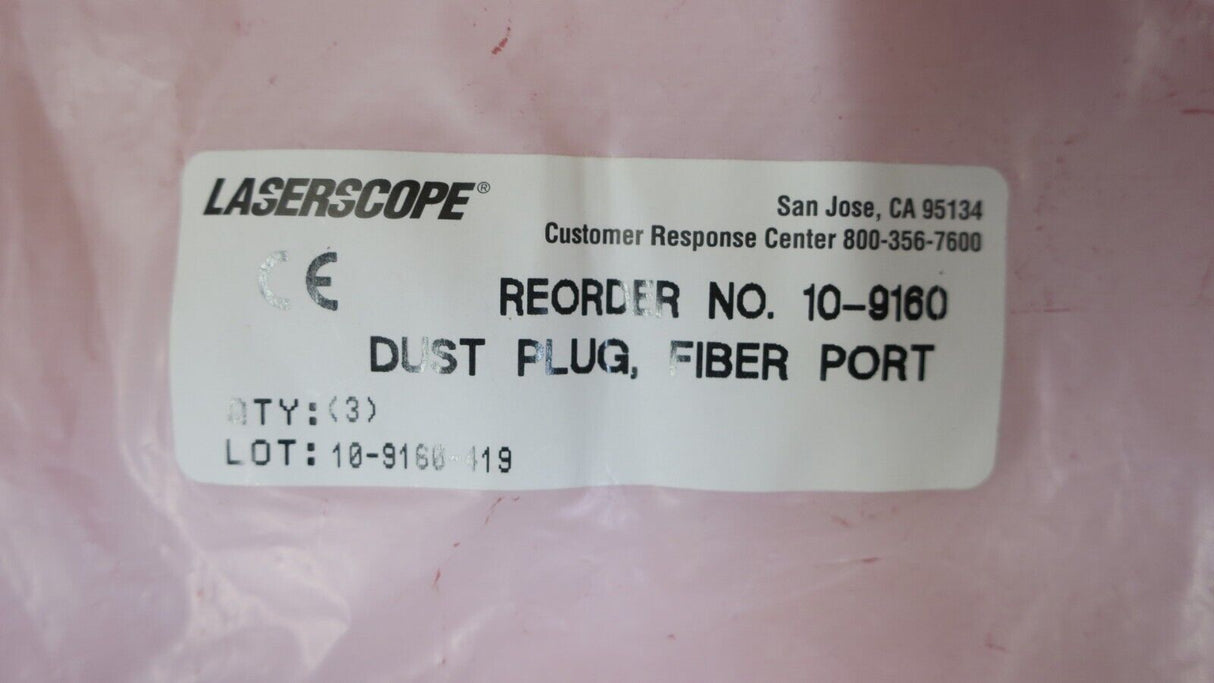 LASERSCOPE®
San Jose, CA 95134
Customer Response Center 800-356-7600
CE
REORDER NO. 10-9160
DUST PLUG, FIBER PORT
QTY:(3)
LOT: 10-9160-419